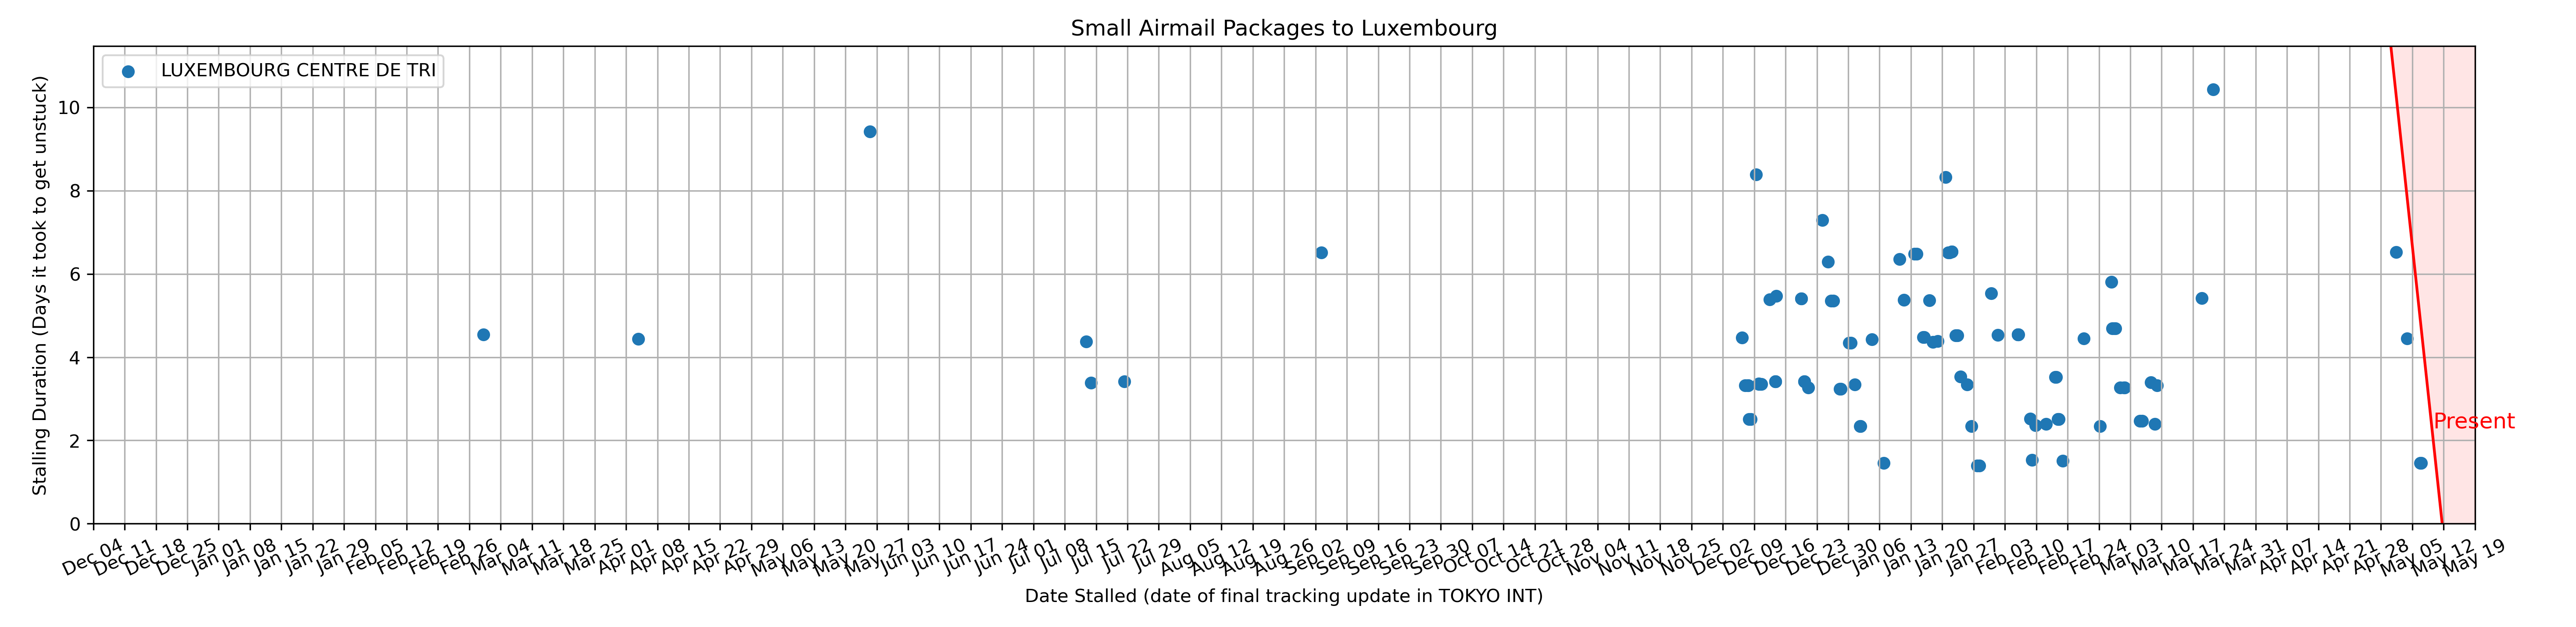 Small Airmail Packages to Luxembourg
LUXEMBOURG CENTRE DE TRI
Stalling Duration (Days it took to get unstuck)
10
8
6
4
2
0
Present
Dec 04
Dec 11
Dec 18
Dec 25
Jan 01
Jan 08
Jan 15
Jan 22
Jan 29
Feb 05
Feb 12
Feb 19
Feb 26
Mar 04
Mar 11
Mar 18
Mar 25
Apr 01
Apr 08
Apr 15
Apr 22
Apr 29
May 06
May 13
May 20
May 27
Jun 03
Jun 10
Jun 17
Jun 24
Jul 01
Jul 08
Jul 15
Jul 22
Jul 29
Aug 05
Aug 12
Aug 19
Aug 26
Sep 02
Sep 09
Sep 16
Sep 23
Sep 30
Oct 07
Oct 14
Oct 21
Oct 28
Nov 04
Nov 11
Nov 18
Nov 25
Dec 02
Dec 09
Dec 16
Dec 23
Dec 30
Jan 06
Jan 13
Jan 20
Jan 27
Feb 03
Feb 10
Feb 17
Feb 24
Mar 03
Mar 10
Mar 17
Mar 24
Mar 31
Apr 07
Apr 14
Apr 21
Apr 28
May 05
May 12
May 19
Date Stalled (date of final tracking update in TOKYO INT)